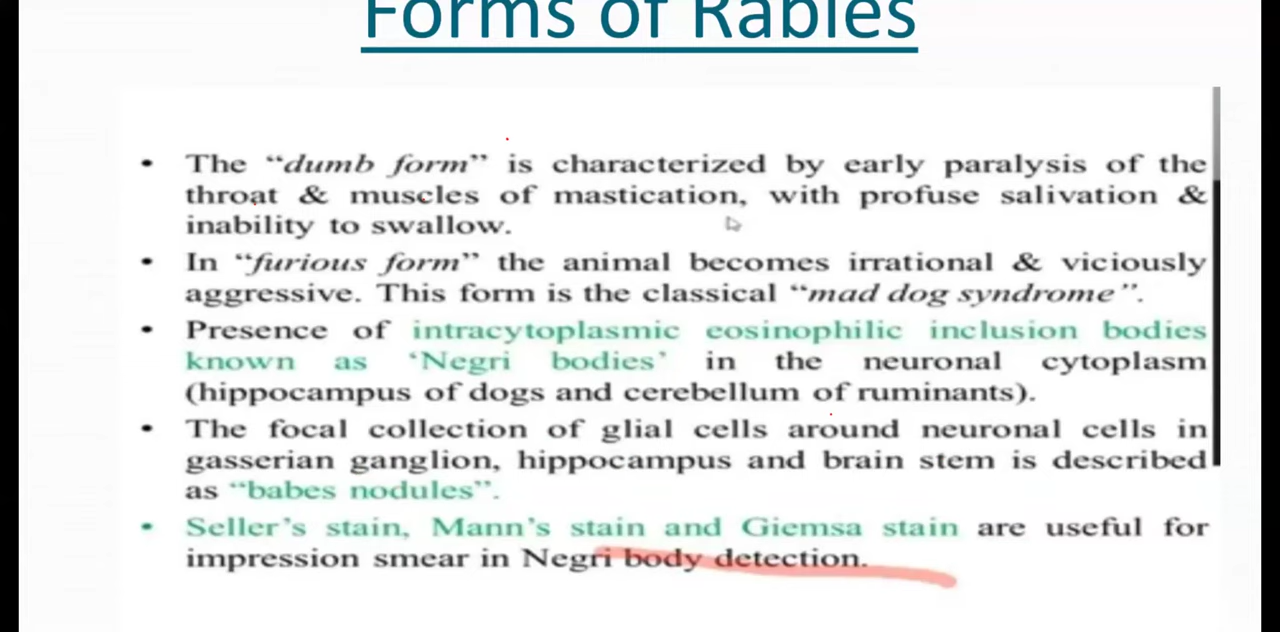 Forms of Rabies
• The “dumb form” is characterized by early paralysis of the
throat & muscles of mastication, with profuse salivation &
inability to swallow.
• In “furious form” the animal becomes irrational & viciously
aggressive. This form is the classical “mad dog syndrome”.
• Presence of intracytoplasmic eosinophilic inclusion bodies
known as ‘Negri bodies’ in the neuronal cytoplasm
(hippocampus of dogs and cerebellum of ruminants).
• The focal collection of glial cells around neuronal cells in
gasserian ganglion, hippocampus and brain stem is described
as “babes nodules”.
• Seller’s stain, Mann’s stain and Giemsa stain are useful for
impression smear in Negri body detection.